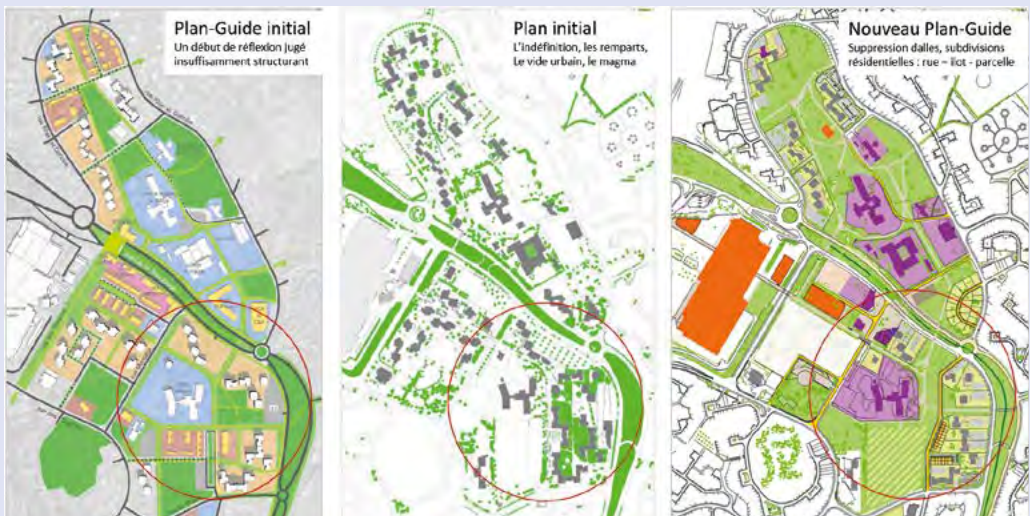 Plan-Guide initial
Un début de réflexion jugé
insuffisamment structurant
Plan initial
L'indéfinition, les remparts,
Le vide urbain, le magma
Nouveau Plan-Guide
Suppression dalles, subdivisions
résidentielles : rue – îlot - parcelle